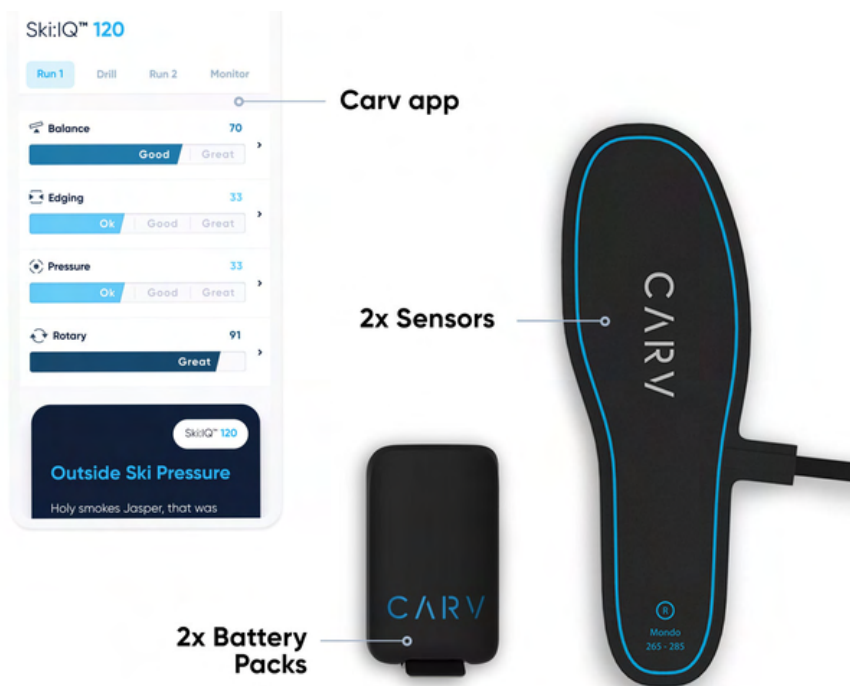 Ski:IQ™ 120
Run 1 Drill Run 2 Monitor
Carv app
Balance 70
Good Great
Edging 33
Ok Good Great
Pressure 33
Ok Good Great
Rotary 91
Great
Ski:IQ™ 120
Outside Ski Pressure
Holy smokes Jasper, that was
2x Sensors
CARV
R
Mondo
265 - 285
CARV
2x Battery
Packs